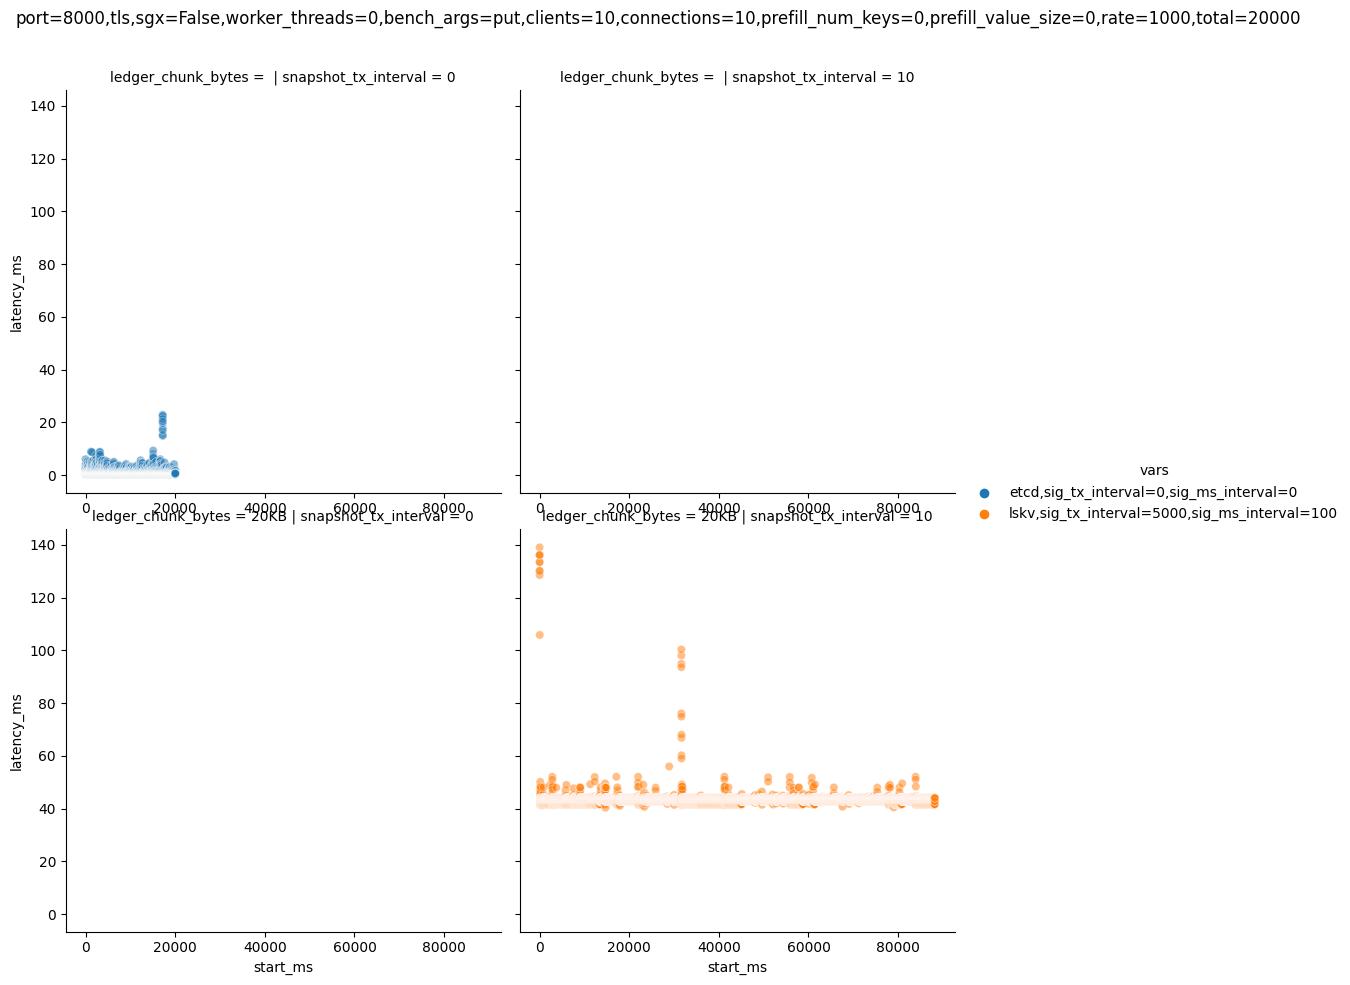 port=8000,tls,sgx=False,worker_threads=0,bench_args=put,clients=10,connections=10,prefill_num_keys=0,prefill_value_size=0,rate=1000,total=20000
ledger_chunk_bytes =  | snapshot_tx_interval = 0
ledger_chunk_bytes =  | snapshot_tx_interval = 10
140
120
100
80
60
40
20
0
latency_ms
0 20000 40000 60000 80000
0 20000 40000 60000 80000
ledger_chunk_bytes = 20KB | snapshot_tx_interval = 0
ledger_chunk_bytes = 20KB | snapshot_tx_interval = 10
140
120
100
80
60
40
20
0
latency_ms
0 20000 40000 60000 80000
start_ms
0 20000 40000 60000 80000
start_ms
vars
etcd,sig_tx_interval=0,sig_ms_interval=0
lskv,sig_tx_interval=5000,sig_ms_interval=100